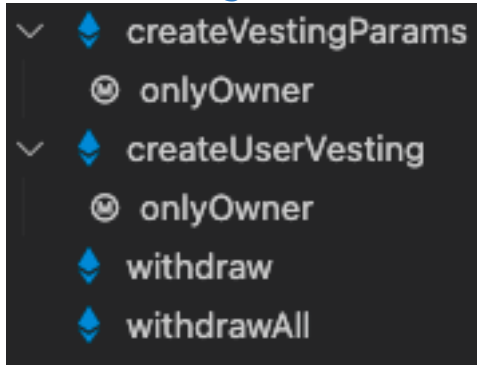 createVestingParams
onlyOwner
createUserVesting
onlyOwner
withdraw
withdrawAll